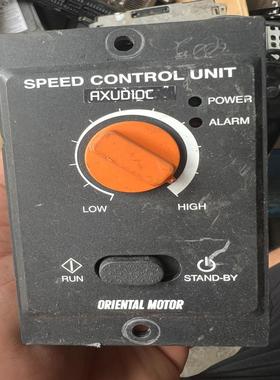 SPEED CONTROL UNIT
AXUD10C
POWER
ALARM
LOW
HIGH
RUN
STAND-BY
ORIENTAL MOTOR